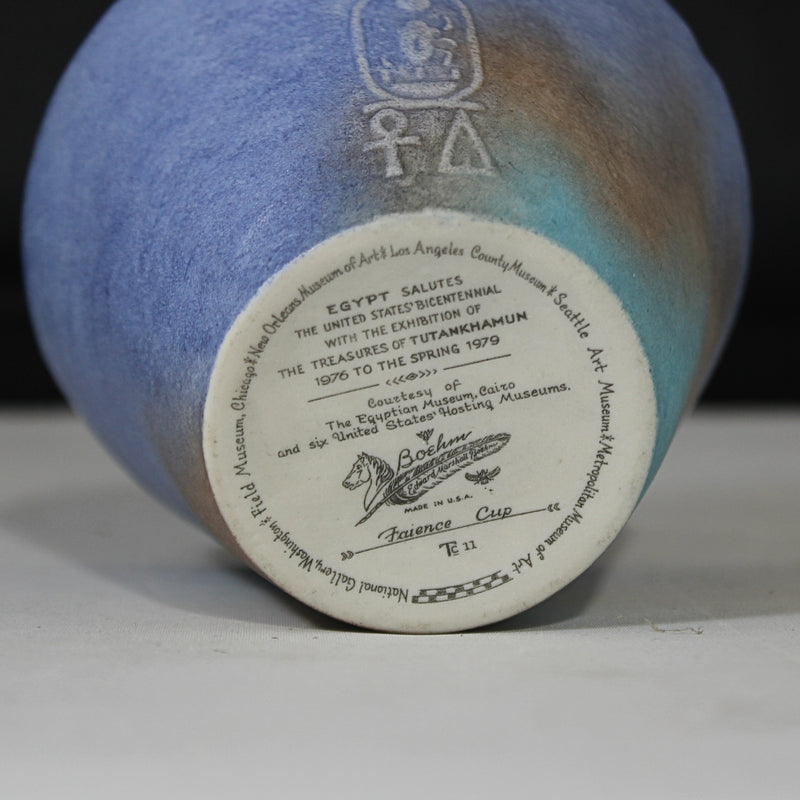 National Gallery, Washington & Field Museum, Chicago & New Orleans Museum of Art & Los Angeles County Museum & Seattle Art Museum & Metropolitan Museum of Art
EGYPT SALUTES
THE UNITED STATES' BICENTENNIAL
WITH THE EXHIBITION OF
THE TREASURES OF TUTANKHAMUN
1976 TO THE SPRING 1979
Courtesy of
The Egyptian Museum, Cairo
and six United States' Hosting Museums.
Boehm
Edward Marshall Boehm
MADE IN U.S.A.
Faience Cup
Tc 11